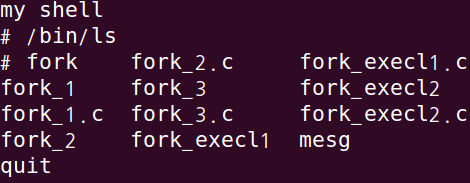 my shell
# /bin/ls
# fork    fork_2.c     fork_execl1.c
fork_1    fork_3       fork_execl2
fork_1.c  fork_3.c     fork_execl2.c
fork_2    fork_execl1  mesg
quit